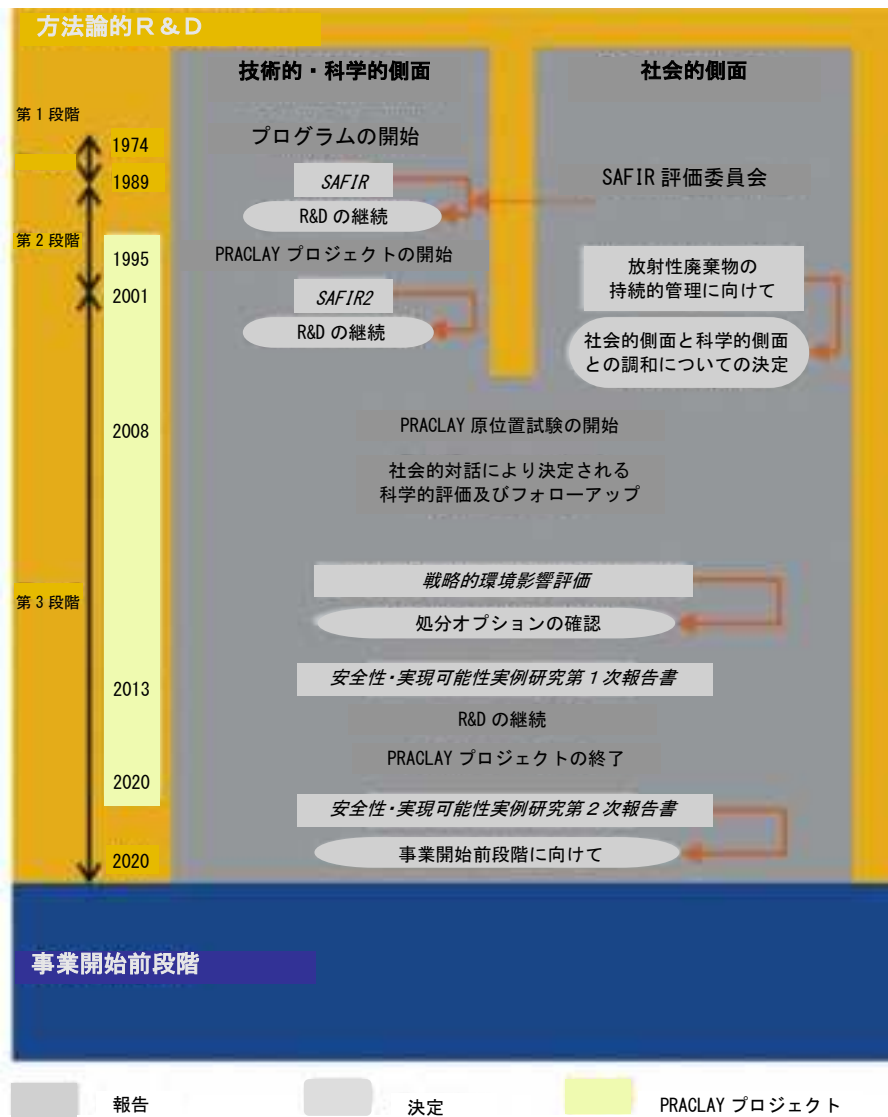 方法論的R&D
技術的・科学的側面
社会的側面
第1段階
1974
プログラムの開始
1989
SAFIR
SAFIR 評価委員会
R&D の継続
第2段階
1995
PRACLAY プロジェクトの開始
放射性廃棄物の
持続的管理に向けて
2001
SAFIR2
R&D の継続
社会的側面と科学的側面
との調和についての決定
2008
PRACLAY 原位置試験の開始
社会的対話により決定される
科学的評価及びフォローアップ
戦略的環境影響評価
第3段階
処分オプションの確認
2013
安全性・実現可能性実例研究第1次報告書
R&D の継続
PRACLAY プロジェクトの終了
2020
安全性・実現可能性実例研究第2次報告書
2020
事業開始前段階に向けて
事業開始前段階
報告
決定
PRACLAY プロジェクト